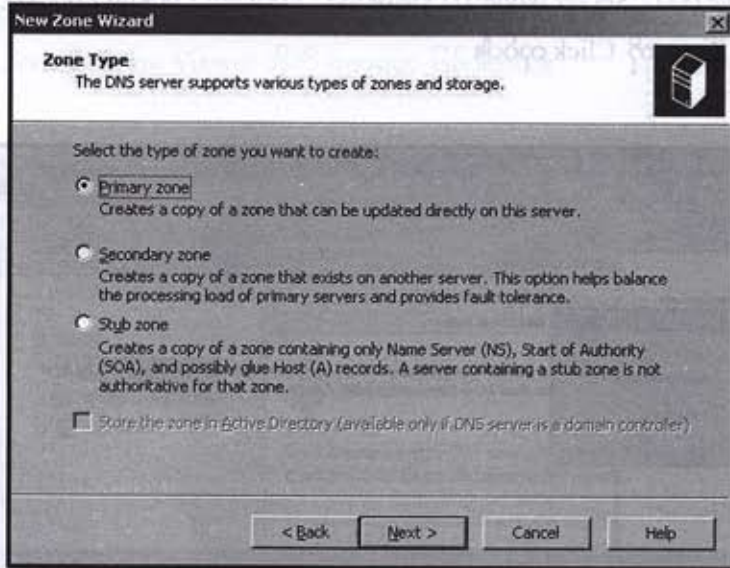 New Zone Wizard
Zone Type
The DNS server supports various types of zones and storage.
Select the type of zone you want to create:
Primary zone
Creates a copy of a zone that can be updated directly on this server.
Secondary zone
Creates a copy of a zone that exists on another server. This option helps balance
the processing load of primary servers and provides fault tolerance.
Stub zone
Creates a copy of a zone containing only Name Server (NS), Start of Authority
(SOA), and possibly glue Host (A) records. A server containing a stub zone is not
authoritative for that zone.
Store the zone in Active Directory (available only if DNS server is a domain controller)
< Back
Next >
Cancel
Help